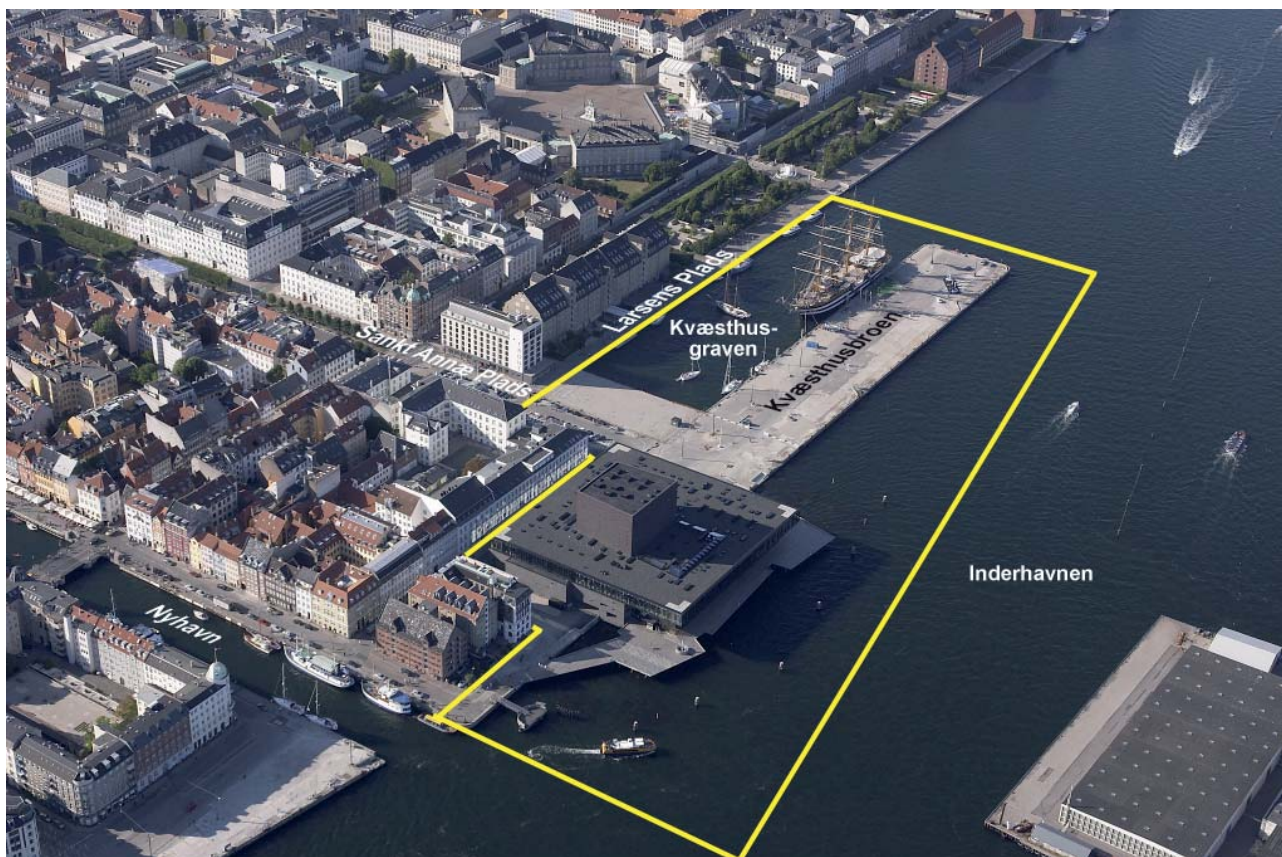 Larsens Plads
Kvæsthus-
graven
Kvæsthusbroen
Sankt Annæ Plads
Inderhavnen
Nyhavn